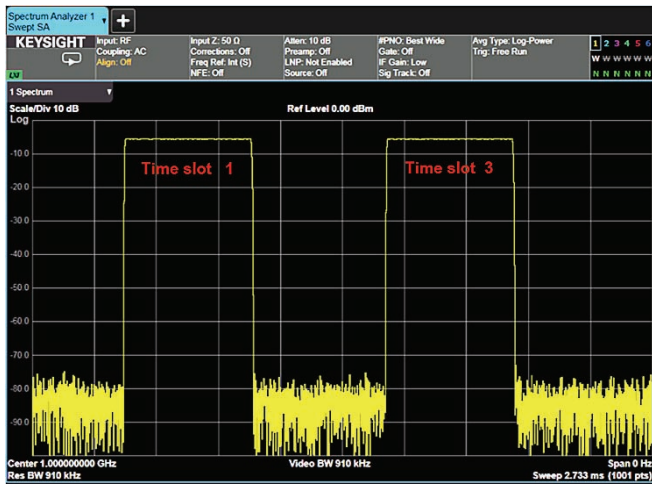 Spectrum Analyzer 1
Swept SA
+
KEYSIGHT
Input: RF
Coupling: AC
Align: Off
Input Z: 50 Ω
Corrections: Off
Freq Ref: Int (S)
NFE: Off
Atten: 10 dB
Preamp: Off
LNP: Not Enabled
Source: Off
#PNO: Best Wide
Gate: Off
IF Gain: Low
Sig Track: Off
Avg Type: Log-Power
Trig: Free Run
1 2 3 4 5 6
W W W W W W
N N N N N N
1 Spectrum
Scale/Div 10 dB
Ref Level 0.00 dBm
Log
-10.0
Time slot 1
Time slot 3
-20.0
-30.0
-40.0
-50.0
-60.0
-70.0
-80.0
-90.0
Center 1.000000000 GHz
Res BW 910 kHz
Video BW 910 kHz
Span 0 Hz
Sweep 2.733 ms (1001 pts)